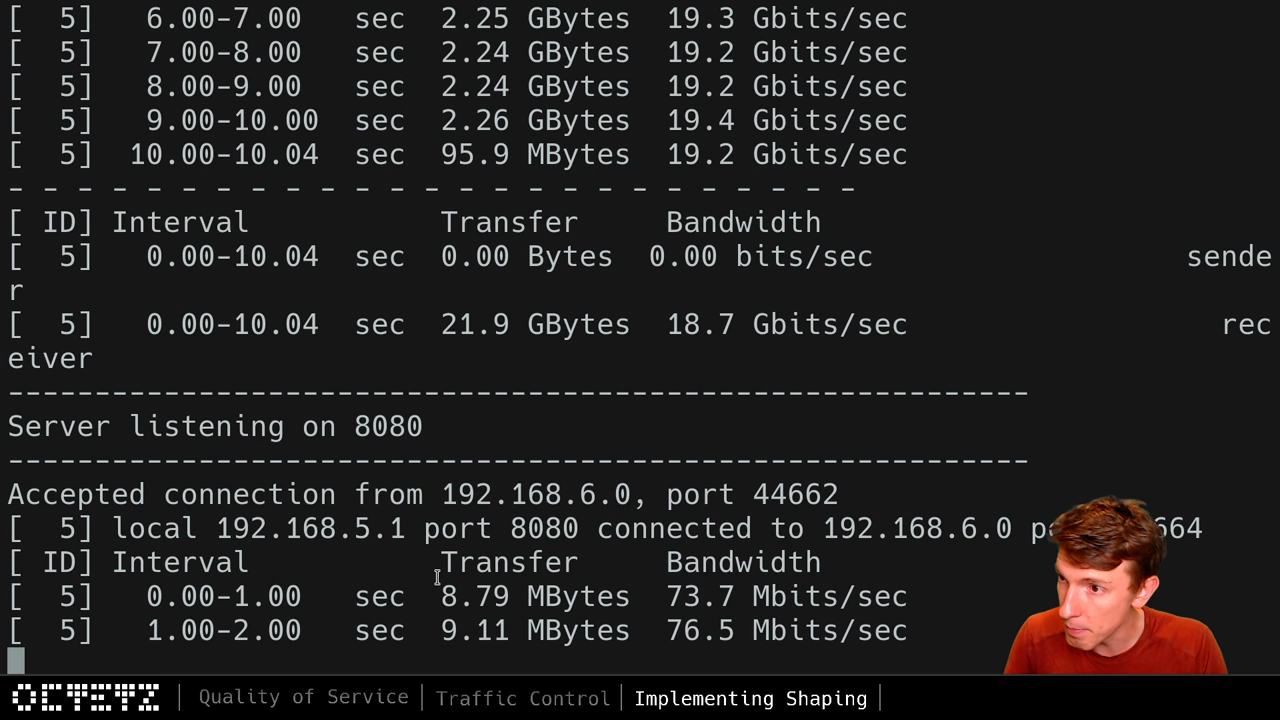 [  5]   6.00-7.00   sec  2.25 GBytes  19.3 Gbits/sec
[  5]   7.00-8.00   sec  2.24 GBytes  19.2 Gbits/sec
[  5]   8.00-9.00   sec  2.24 GBytes  19.2 Gbits/sec
[  5]   9.00-10.00  sec  2.26 GBytes  19.4 Gbits/sec
[  5]  10.00-10.04  sec  95.9 MBytes  19.2 Gbits/sec
- - - - - - - - - - - - - - - - - - - - - - - - -
[ ID] Interval           Transfer     Bandwidth
[  5]   0.00-10.04  sec  0.00 Bytes  0.00 bits/sec                  sende
r
[  5]   0.00-10.04  sec  21.9 GBytes  18.7 Gbits/sec                  rec
eiver
-----------------------------------------------------------
Server listening on 8080
-----------------------------------------------------------
Accepted connection from 192.168.6.0, port 44662
[  5] local 192.168.5.1 port 8080 connected to 192.168.6.0
[ ID] Interval           Transfer     Bandwidth
[  5]   0.00-1.00   sec  8.79 MBytes  73.7 Mbits/sec
[  5]   1.00-2.00   sec  9.11 MBytes  76.5 Mbits/sec
OCTETZ | Quality of Service | Traffic Control | Implementing Shaping |